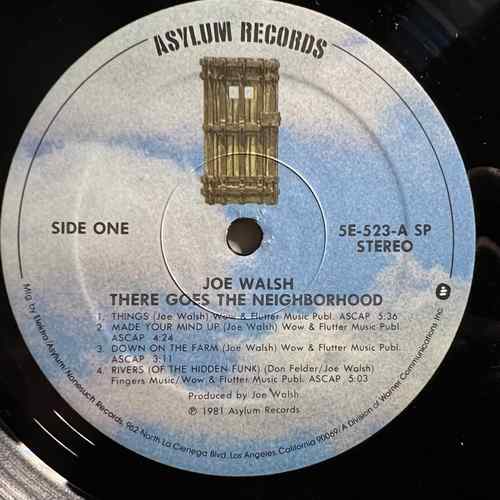 ASYLUM RECORDS
SIDE ONE
5E-523-A SP
STEREO
JOE WALSH
THERE GOES THE NEIGHBORHOOD
1. THINGS (Joe Walsh) Wow & Flutter Music Publ. ASCAP 5:36
2. MADE YOUR MIND UP (Joe Walsh) Wow & Flutter Music Publ.
ASCAP 4:24
3. DOWN ON THE FARM (Joe Walsh) Wow & Flutter Music Publ.
ASCAP 3:11
4. RIVERS (OF THE HIDDEN FUNK) (Don Felder/Joe Walsh)
Fingers Music/Wow & Flutter Music Publ. ASCAP 5:03
Produced by Joe Walsh
℗ 1981 Asylum Records
Mfg. by Elektra/Asylum/Nonesuch Records, 962 North La Cienega Blvd. Los Angeles, California 90069/A Division of Warner Communications Inc.